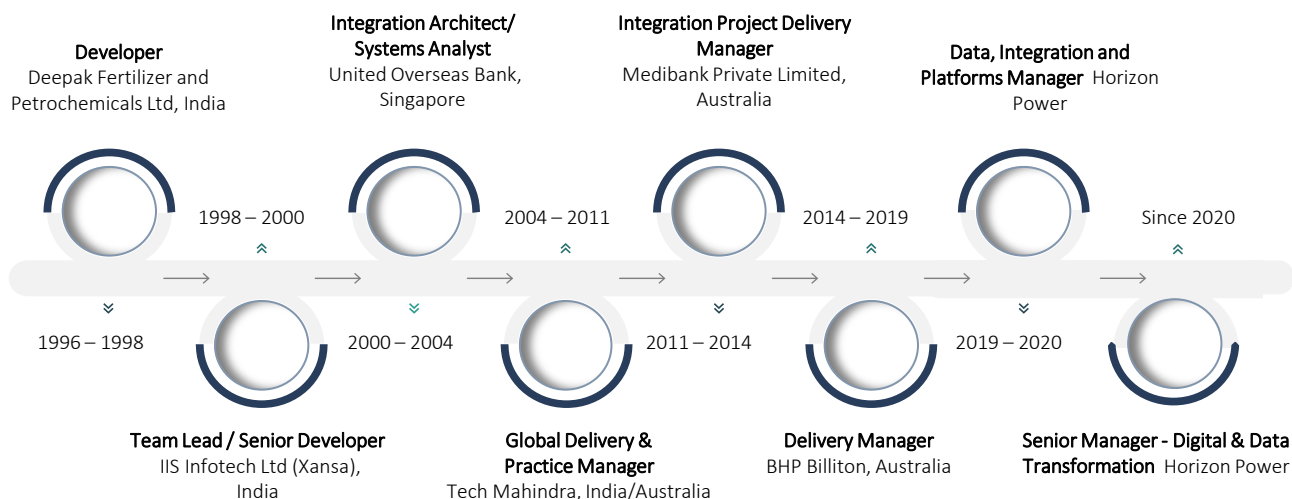 Developer
Deepak Fertilizer and
Petrochemicals Ltd, India
Integration Architect/
Systems Analyst
United Overseas Bank,
Singapore
Integration Project Delivery
Manager
Medibank Private Limited,
Australia
Data, Integration and
Platforms Manager Horizon
Power
1998 – 2000
2004 – 2011
2014 – 2019
Since 2020
1996 – 1998
2000 – 2004
2011 – 2014
2019 – 2020
Team Lead / Senior Developer
IIS Infotech Ltd (Xansa),
India
Global Delivery &
Practice Manager
Tech Mahindra, India/Australia
Delivery Manager
BHP Billiton, Australia
Senior Manager - Digital & Data
Transformation Horizon Power